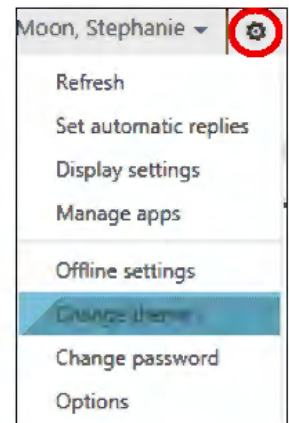 Moon, Stephanie
Refresh
Set automatic replies
Display settings
Manage apps
Offline settings
Change theme
Change password
Options